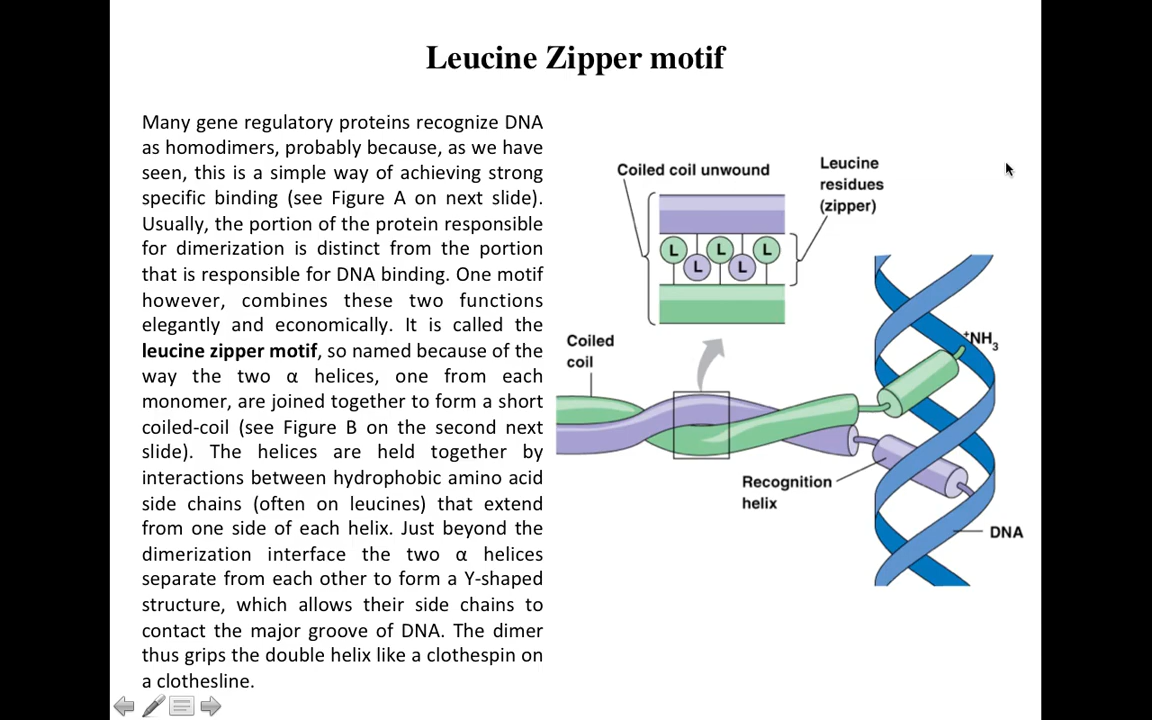 Leucine Zipper motif
Many gene regulatory proteins recognize DNA
as homodimers, probably because, as we have
seen, this is a simple way of achieving strong
specific binding (see Figure A on next slide).
Usually, the portion of the protein responsible
for dimerization is distinct from the portion
that is responsible for DNA binding. One motif
however, combines these two functions
elegantly and economically. It is called the
leucine zipper motif, so named because of the
way the two α helices, one from each
monomer, are joined together to form a short
coiled-coil (see Figure B on the second next
slide). The helices are held together by
interactions between hydrophobic amino acid
side chains (often on leucines) that extend
from one side of each helix. Just beyond the
dimerization interface the two α helices
separate from each other to form a Y-shaped
structure, which allows their side chains to
contact the major groove of DNA. The dimer
thus grips the double helix like a clothespin on
a clothesline.
Coiled coil unwound
Leucine
residues
(zipper)
L L L
L L
Coiled
coil
⁺NH₃
Recognition
helix
DNA